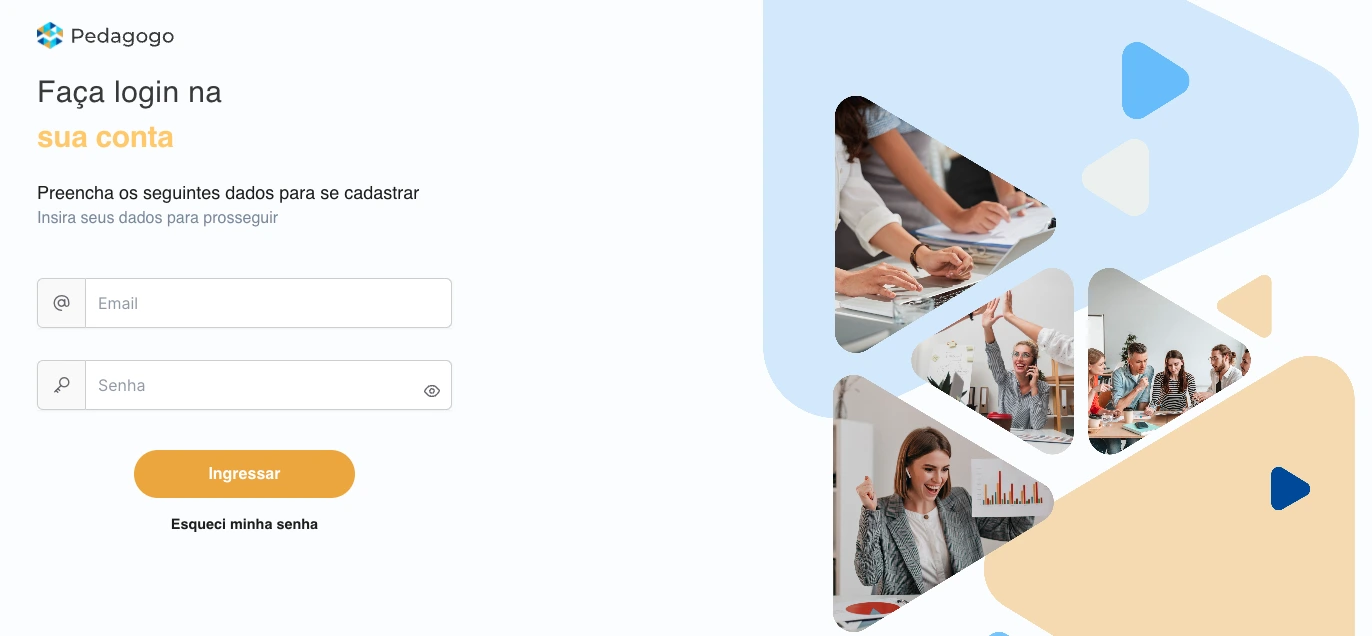 Pedagogo
Faça login na
sua conta
Preencha os seguintes dados para se cadastrar
Insira seus dados para prosseguir
@ Email
Senha
Ingressar
Esqueci minha senha